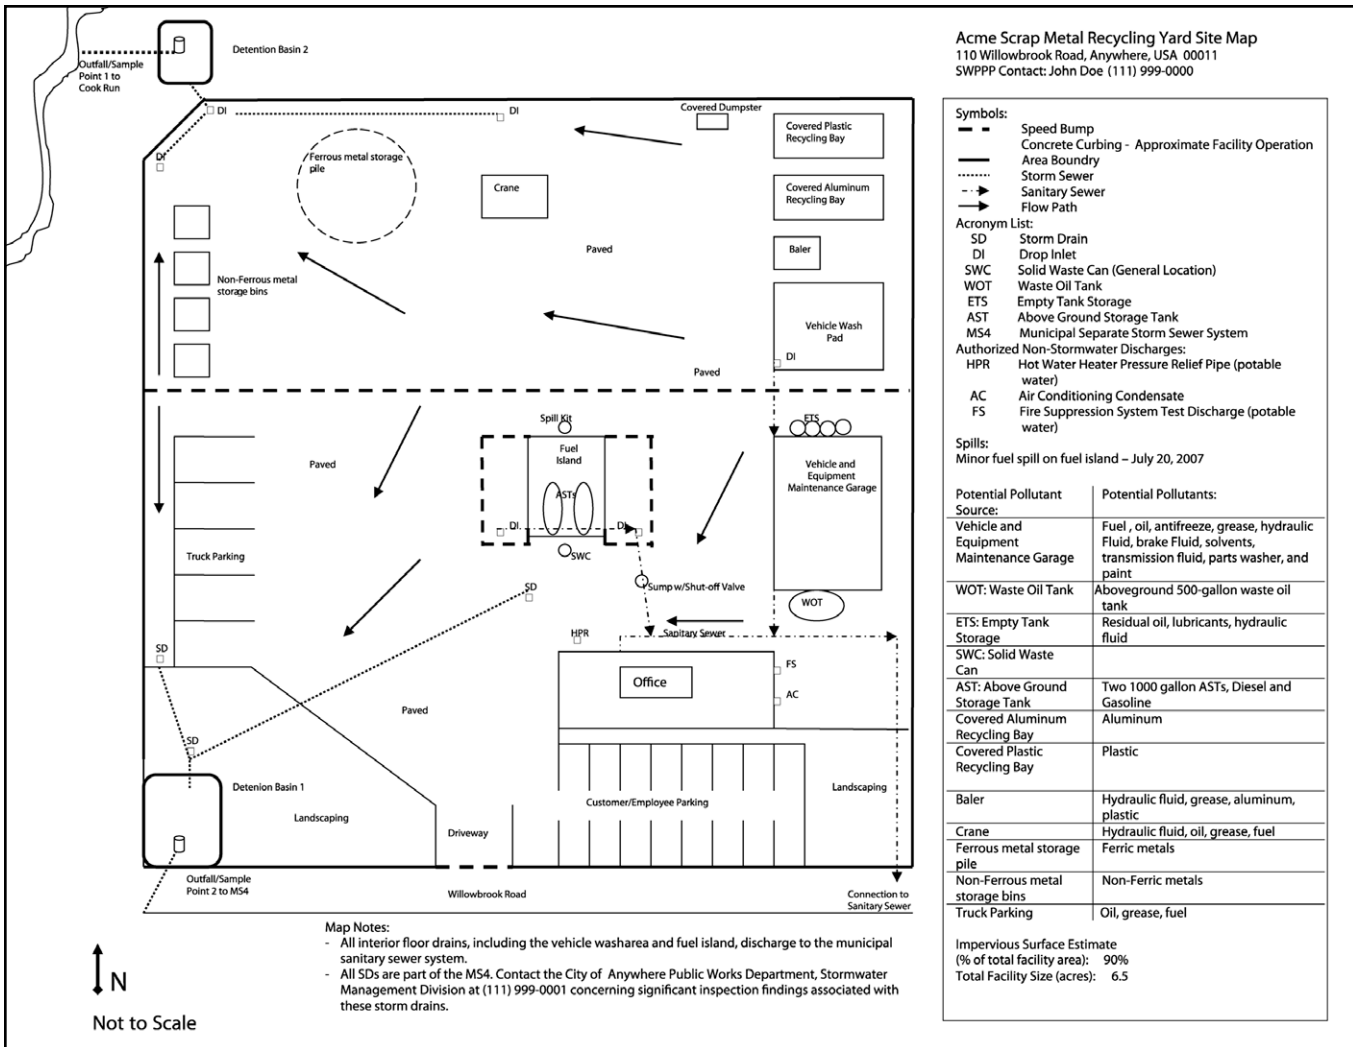 Acme Scrap Metal Recycling Yard Site Map
110 Willowbrook Road, Anywhere, USA 00011
SWPPP Contact: John Doe (111) 999-0000
Detention Basin 2
Outfall/Sample
Point 1 to
Cook Run
DI
DI
DI
Covered Dumpster
Covered Plastic
Recycling Bay
Ferrous metal storage
pile
Crane
Covered Aluminum
Recycling Bay
Paved
Baler
Non-Ferrous metal
storage bins
Vehicle Wash
Pad
DI
Paved
Spill Kit
ETS
Fuel
Island
Paved
Vehicle and
Equipment
Maintenance Garage
ASTs
DI
DI
Truck Parking
SWC
SD
Sump w/Shut-off Valve
WOT
HPR
Sanitary Sewer
SD
FS
Office
AC
Paved
SD
Detenion Basin 1
Landscaping
Customer/Employee Parking
Landscaping
Driveway
Outfall/Sample
Point 2 to MS4
Willowbrook Road
Connection to
Sanitary Sewer
Symbols:
Speed Bump
Concrete Curbing - Approximate Facility Operation
Area Boundry
Storm Sewer
Sanitary Sewer
Flow Path
Acronym List:
SD Storm Drain
DI Drop Inlet
SWC Solid Waste Can (General Location)
WOT Waste Oil Tank
ETS Empty Tank Storage
AST Above Ground Storage Tank
MS4 Municipal Separate Storm Sewer System
Authorized Non-Stormwater Discharges:
HPR Hot Water Heater Pressure Relief Pipe (potable
water)
AC Air Conditioning Condensate
FS Fire Suppression System Test Discharge (potable
water)
Spills:
Minor fuel spill on fuel island – July 20, 2007
Potential Pollutant Potential Pollutants:
Source:
Vehicle and Fuel , oil, antifreeze, grease, hydraulic
Equipment Fluid, brake Fluid, solvents,
Maintenance Garage transmission fluid, parts washer, and
paint
WOT: Waste Oil Tank Aboveground 500-gallon waste oil
tank
ETS: Empty Tank Residual oil, lubricants, hydraulic
Storage fluid
SWC: Solid Waste
Can
AST: Above Ground Two 1000 gallon ASTs, Diesel and
Storage Tank Gasoline
Covered Aluminum Aluminum
Recycling Bay
Covered Plastic Plastic
Recycling Bay
Baler Hydraulic fluid, grease, aluminum,
plastic
Crane Hydraulic fluid, oil, grease, fuel
Ferrous metal storage Ferric metals
pile
Non-Ferrous metal Non-Ferric metals
storage bins
Truck Parking Oil, grease, fuel
Impervious Surface Estimate
(% of total facility area): 90%
Total Facility Size (acres): 6.5
Map Notes:
- All interior floor drains, including the vehicle washarea and fuel island, discharge to the municipal
sanitary sewer system.
- All SDs are part of the MS4. Contact the City of Anywhere Public Works Department, Stormwater
Management Division at (111) 999-0001 concerning significant inspection findings associated with
these storm drains.
N
Not to Scale